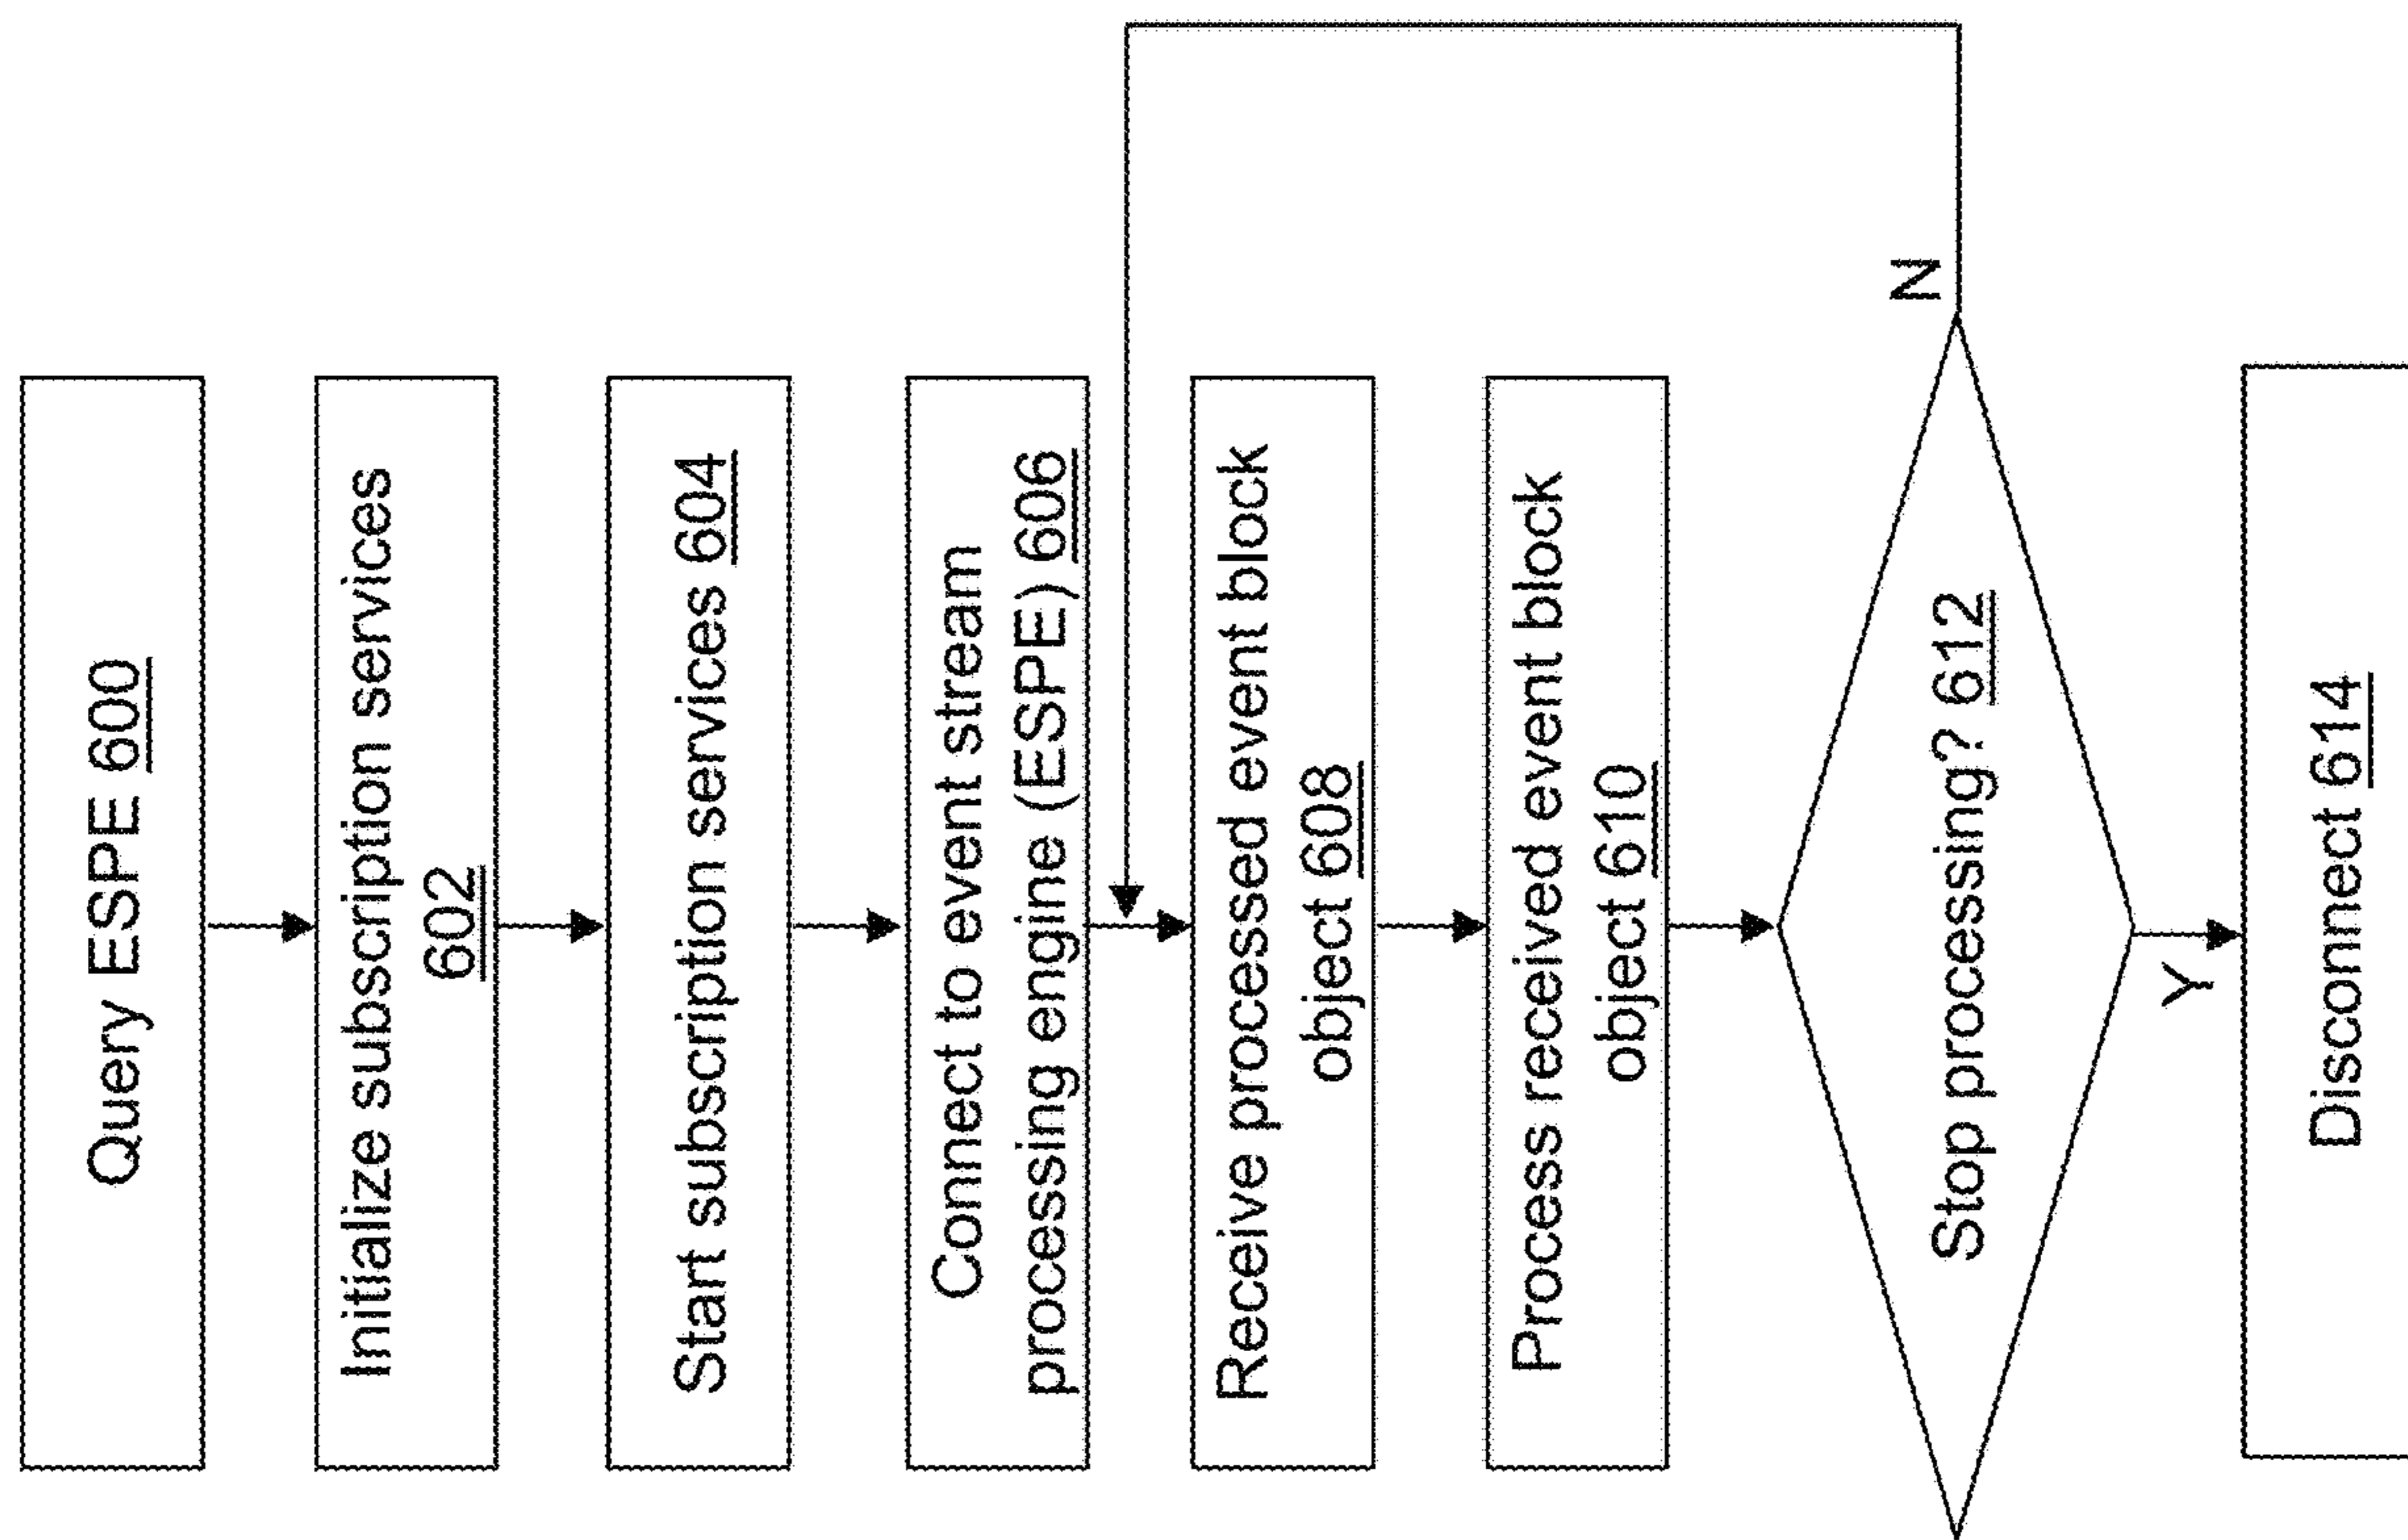 Query ESPE 600
Initialize subscription services
602
Start subscription services 604
Connect to event stream
processing engine (ESPE) 606
Receive processed event block
object 608
Process received event block
object 610
Stop processing? 612
N
Y
Disconnect 614